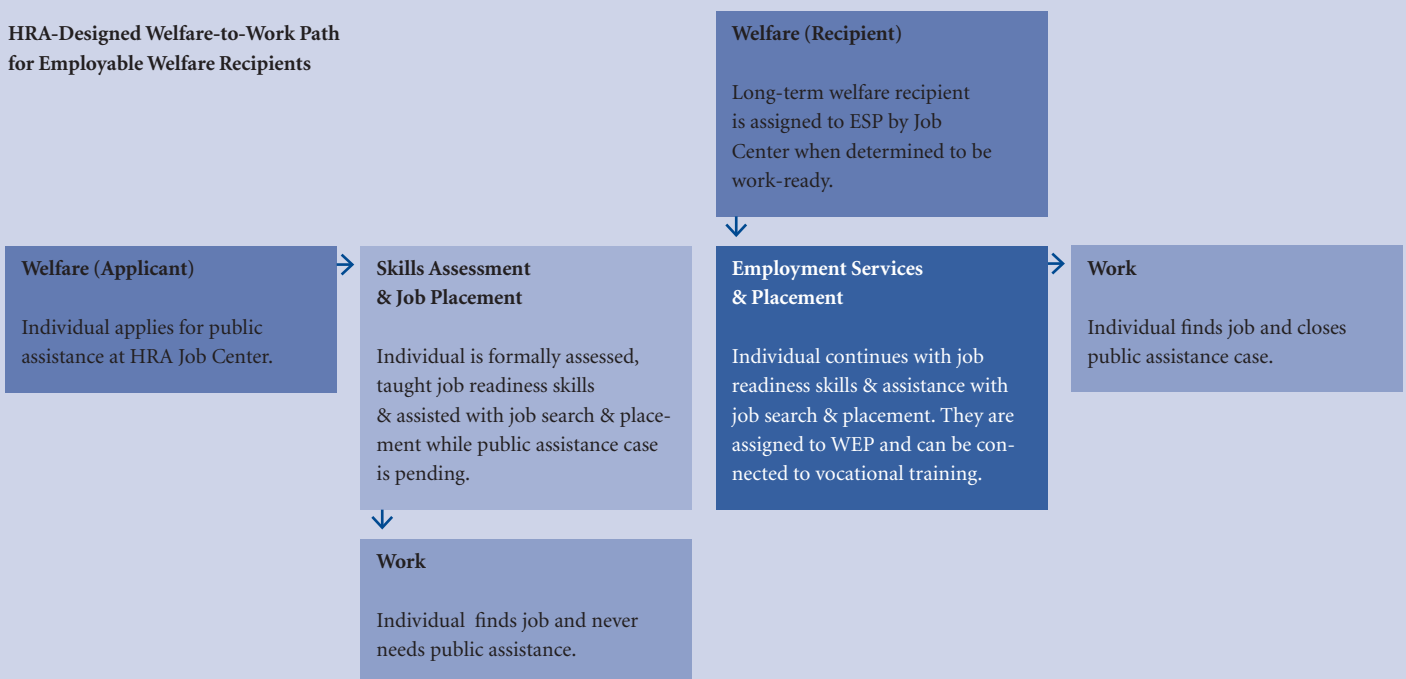 HRA-Designed Welfare-to-Work Path
for Employable Welfare Recipients
Welfare (Recipient)
Long-term welfare recipient
is assigned to ESP by Job
Center when determined to be
work-ready.
Welfare (Applicant)
Individual applies for public
assistance at HRA Job Center.
Skills Assessment
& Job Placement
Individual is formally assessed,
taught job readiness skills
& assisted with job search & place-
ment while public assistance case
is pending.
Employment Services
& Placement
Individual continues with job
readiness skills & assistance with
job search & placement. They are
assigned to WEP and can be con-
nected to vocational training.
Work
Individual finds job and closes
public assistance case.
Work
Individual finds job and never
needs public assistance.